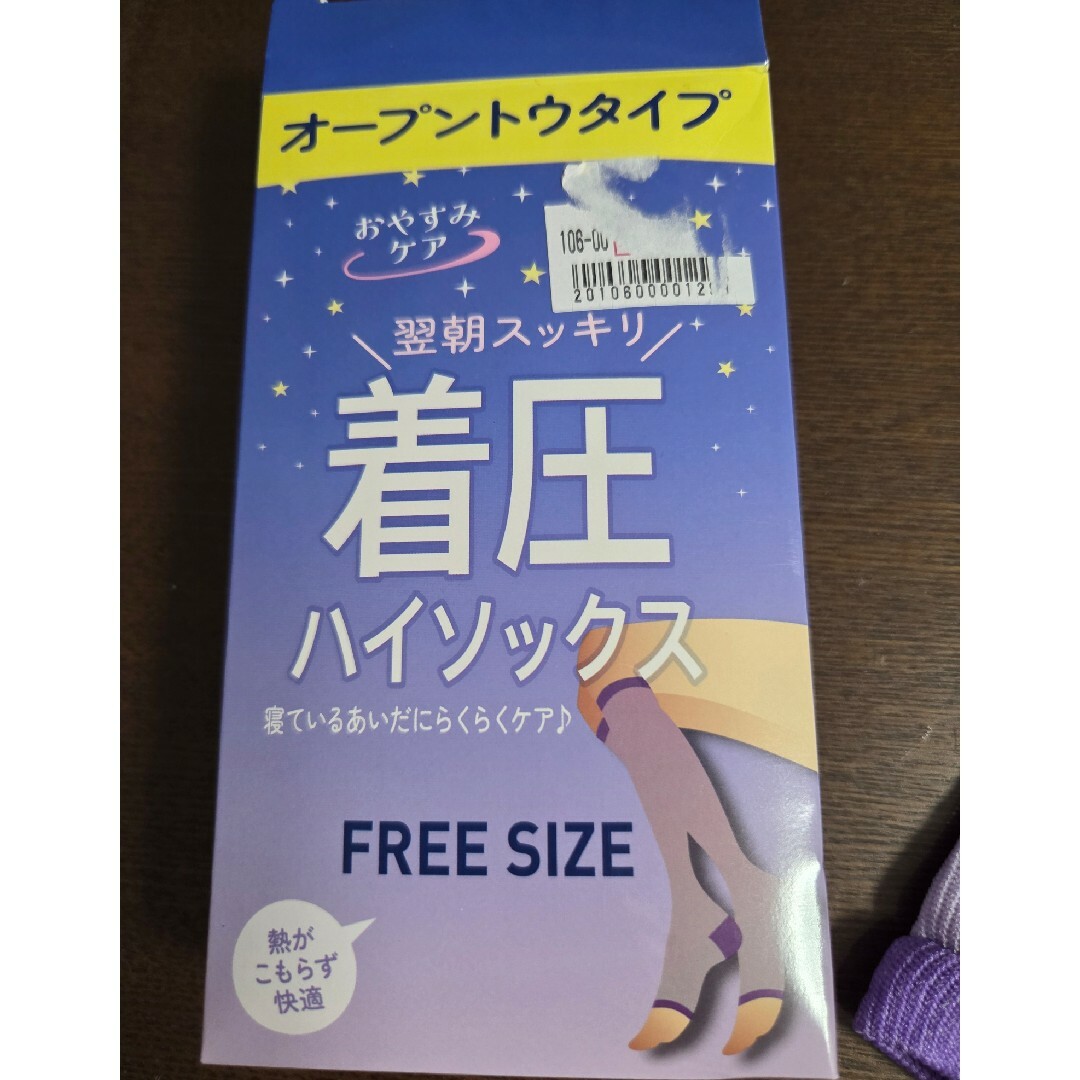 オープントウタイプ
おやすみ
ケア
106-00
翌朝スッキリ
着圧
ハイソックス
寝ているあいだにらくらくケア♪
FREE SIZE
熱が
こもらず
快適